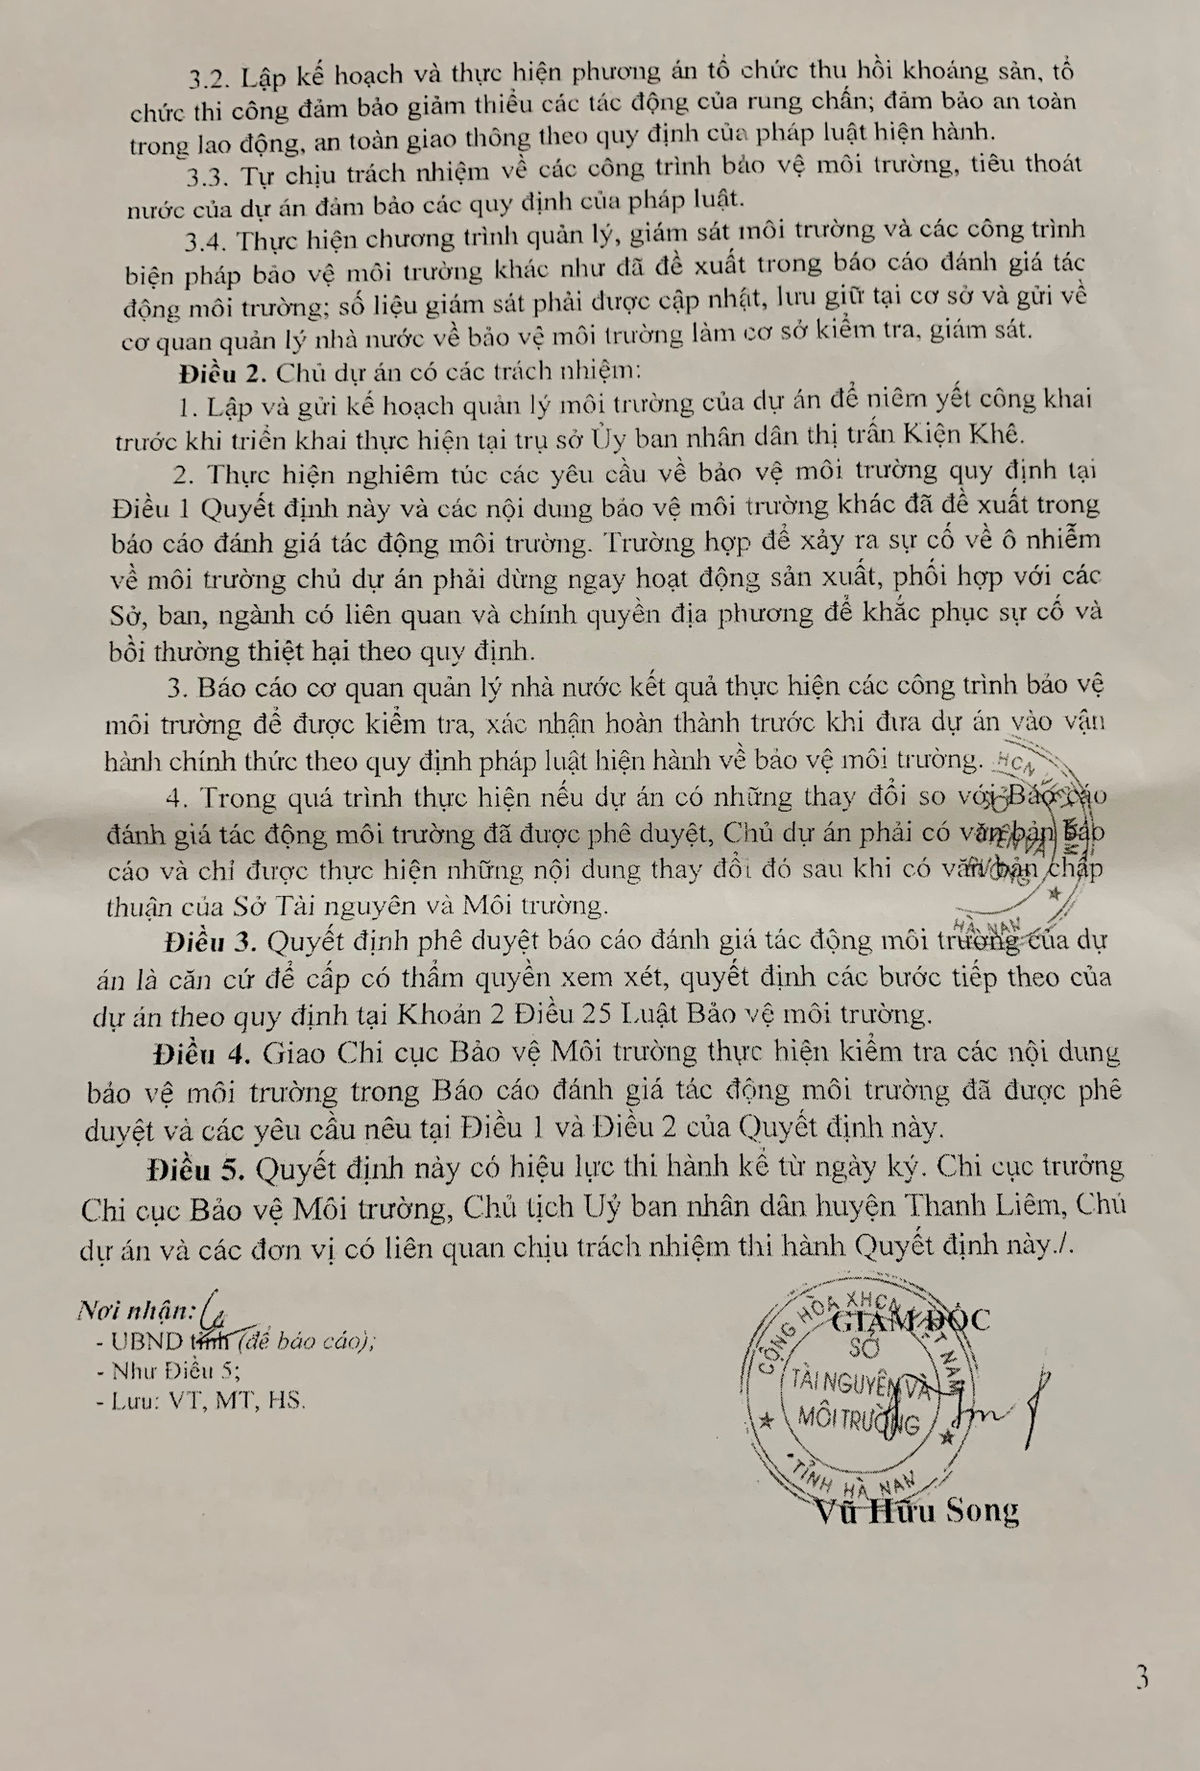 3.2. Lập kế hoạch và thực hiện phương án tổ chức thu hồi khoáng sản, tổ
chức thi công đảm bảo giảm thiểu các tác động của rung chấn; đảm bảo an toàn
trong lao động, an toàn giao thông theo quy định của pháp luật hiện hành.
3.3. Tự chịu trách nhiệm về các công trình bảo vệ môi trường, tiêu thoát
nước của dự án đảm bảo các quy định của pháp luật.
3.4. Thực hiện chương trình quản lý, giám sát môi trường và các công trình
biện pháp bảo vệ môi trường khác như đã đề xuất trong báo cáo đánh giá tác
động môi trường; số liệu giám sát phải được cập nhật, lưu giữ tại cơ sở và gửi về
cơ quan quản lý nhà nước về bảo vệ môi trường làm cơ sở kiểm tra, giám sát.
Điều 2. Chủ dự án có các trách nhiệm:
1. Lập và gửi kế hoạch quản lý môi trường của dự án để niêm yết công khai
trước khi triển khai thực hiện tại trụ sở Ủy ban nhân dân thị trấn Kiện Khê.
2. Thực hiện nghiêm túc các yêu cầu về bảo vệ môi trường quy định tại
Điều 1 Quyết định này và các nội dung bảo vệ môi trường khác đã đề xuất trong
báo cáo đánh giá tác động môi trường. Trường hợp để xảy ra sự cố về ô nhiễm
về môi trường chủ dự án phải dừng ngay hoạt động sản xuất, phối hợp với các
Sở, ban, ngành có liên quan và chính quyền địa phương để khắc phục sự cố và
bồi thường thiệt hại theo quy định.
3. Báo cáo cơ quan quản lý nhà nước kết quả thực hiện các công trình bảo vệ
môi trường để được kiểm tra, xác nhận hoàn thành trước khi đưa dự án vào vận
hành chính thức theo quy định pháp luật hiện hành về bảo vệ môi trường.
4. Trong quá trình thực hiện nếu dự án có những thay đổi so với Báo cáo
đánh giá tác động môi trường đã được phê duyệt, Chủ dự án phải có văn bản báo
cáo và chỉ được thực hiện những nội dung thay đổi đó sau khi có văn bản chấp
thuận của Sở Tài nguyên và Môi trường.
HÀ NAM
Điều 3. Quyết định phê duyệt báo cáo đánh giá tác động môi trường của dự
án là căn cứ để cấp có thẩm quyền xem xét, quyết định các bước tiếp theo của
dự án theo quy định tại Khoản 2 Điều 25 Luật Bảo vệ môi trường.
Điều 4. Giao Chi cục Bảo vệ Môi trường thực hiện kiểm tra các nội dung
bảo vệ môi trường trong Báo cáo đánh giá tác động môi trường đã được phê
duyệt và các yêu cầu nêu tại Điều 1 và Điều 2 của Quyết định này.
Điều 5. Quyết định này có hiệu lực thi hành kể từ ngày ký. Chi cục trưởng
Chi cục Bảo vệ Môi trường, Chủ tịch Uỷ ban nhân dân huyện Thanh Liêm, Chủ
dự án và các đơn vị có liên quan chịu trách nhiệm thi hành Quyết định này./.
Nơi nhận:
- UBND tỉnh (để báo cáo);
- Như Điều 5;
- Lưu: VT, MT, HS.
GIÁM ĐỐC
CỘNG HÒA XHCN VIỆT NAM
SỞ
TÀI NGUYÊN VÀ
MÔI TRƯỜNG
TỈNH HÀ NAM
Vũ Hữu Song
3